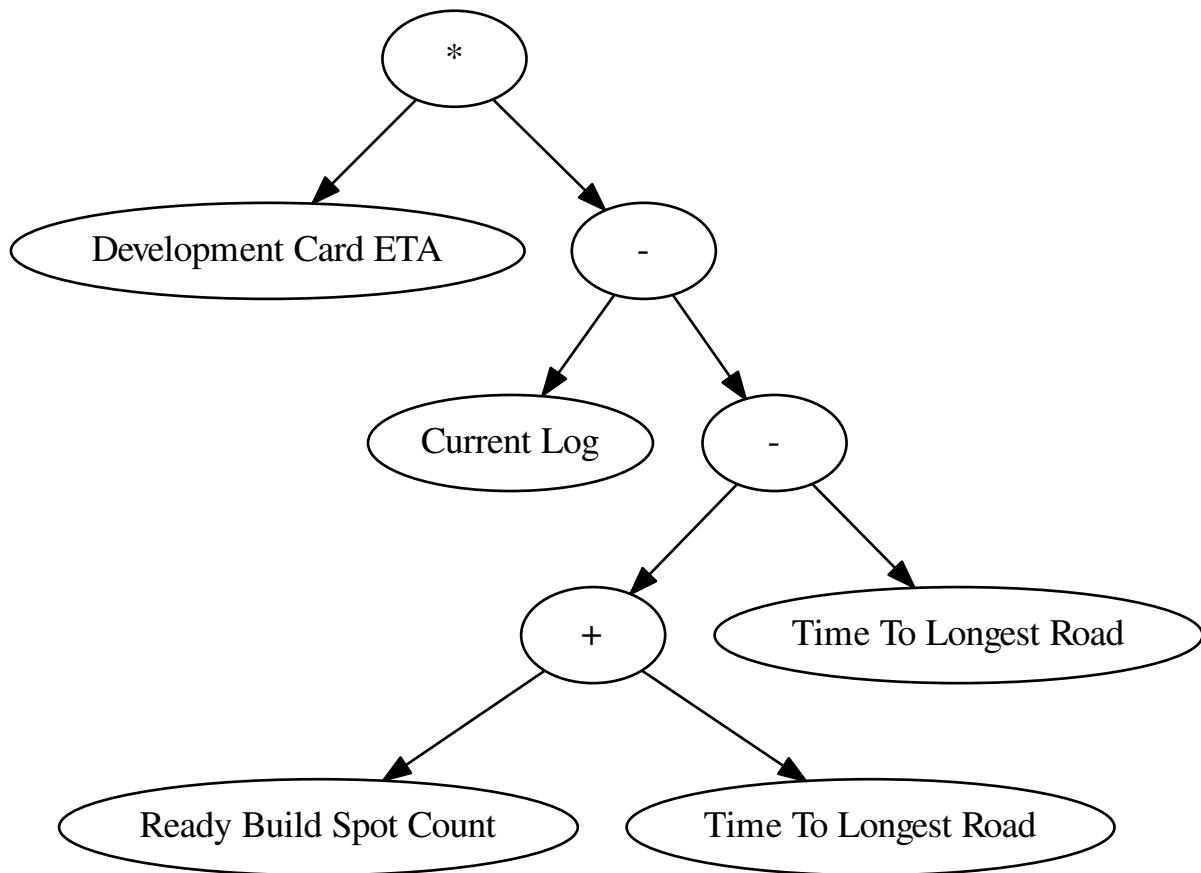 *
Development Card ETA
-
Current Log
-
+
Time To Longest Road
Ready Build Spot Count
Time To Longest Road